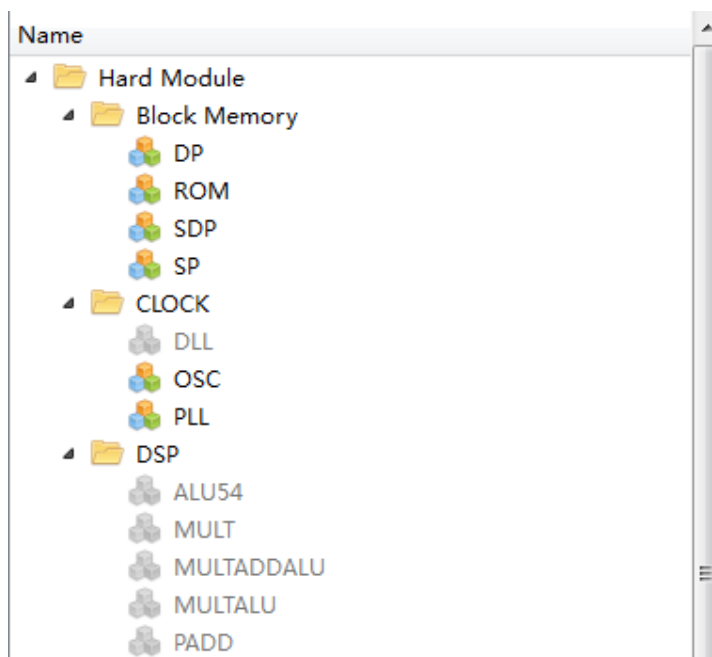 Name
Hard Module
Block Memory
DP
ROM
SDP
SP
CLOCK
DLL
OSC
PLL
DSP
ALU54
MULT
MULTADDALU
MULTALU
PADD